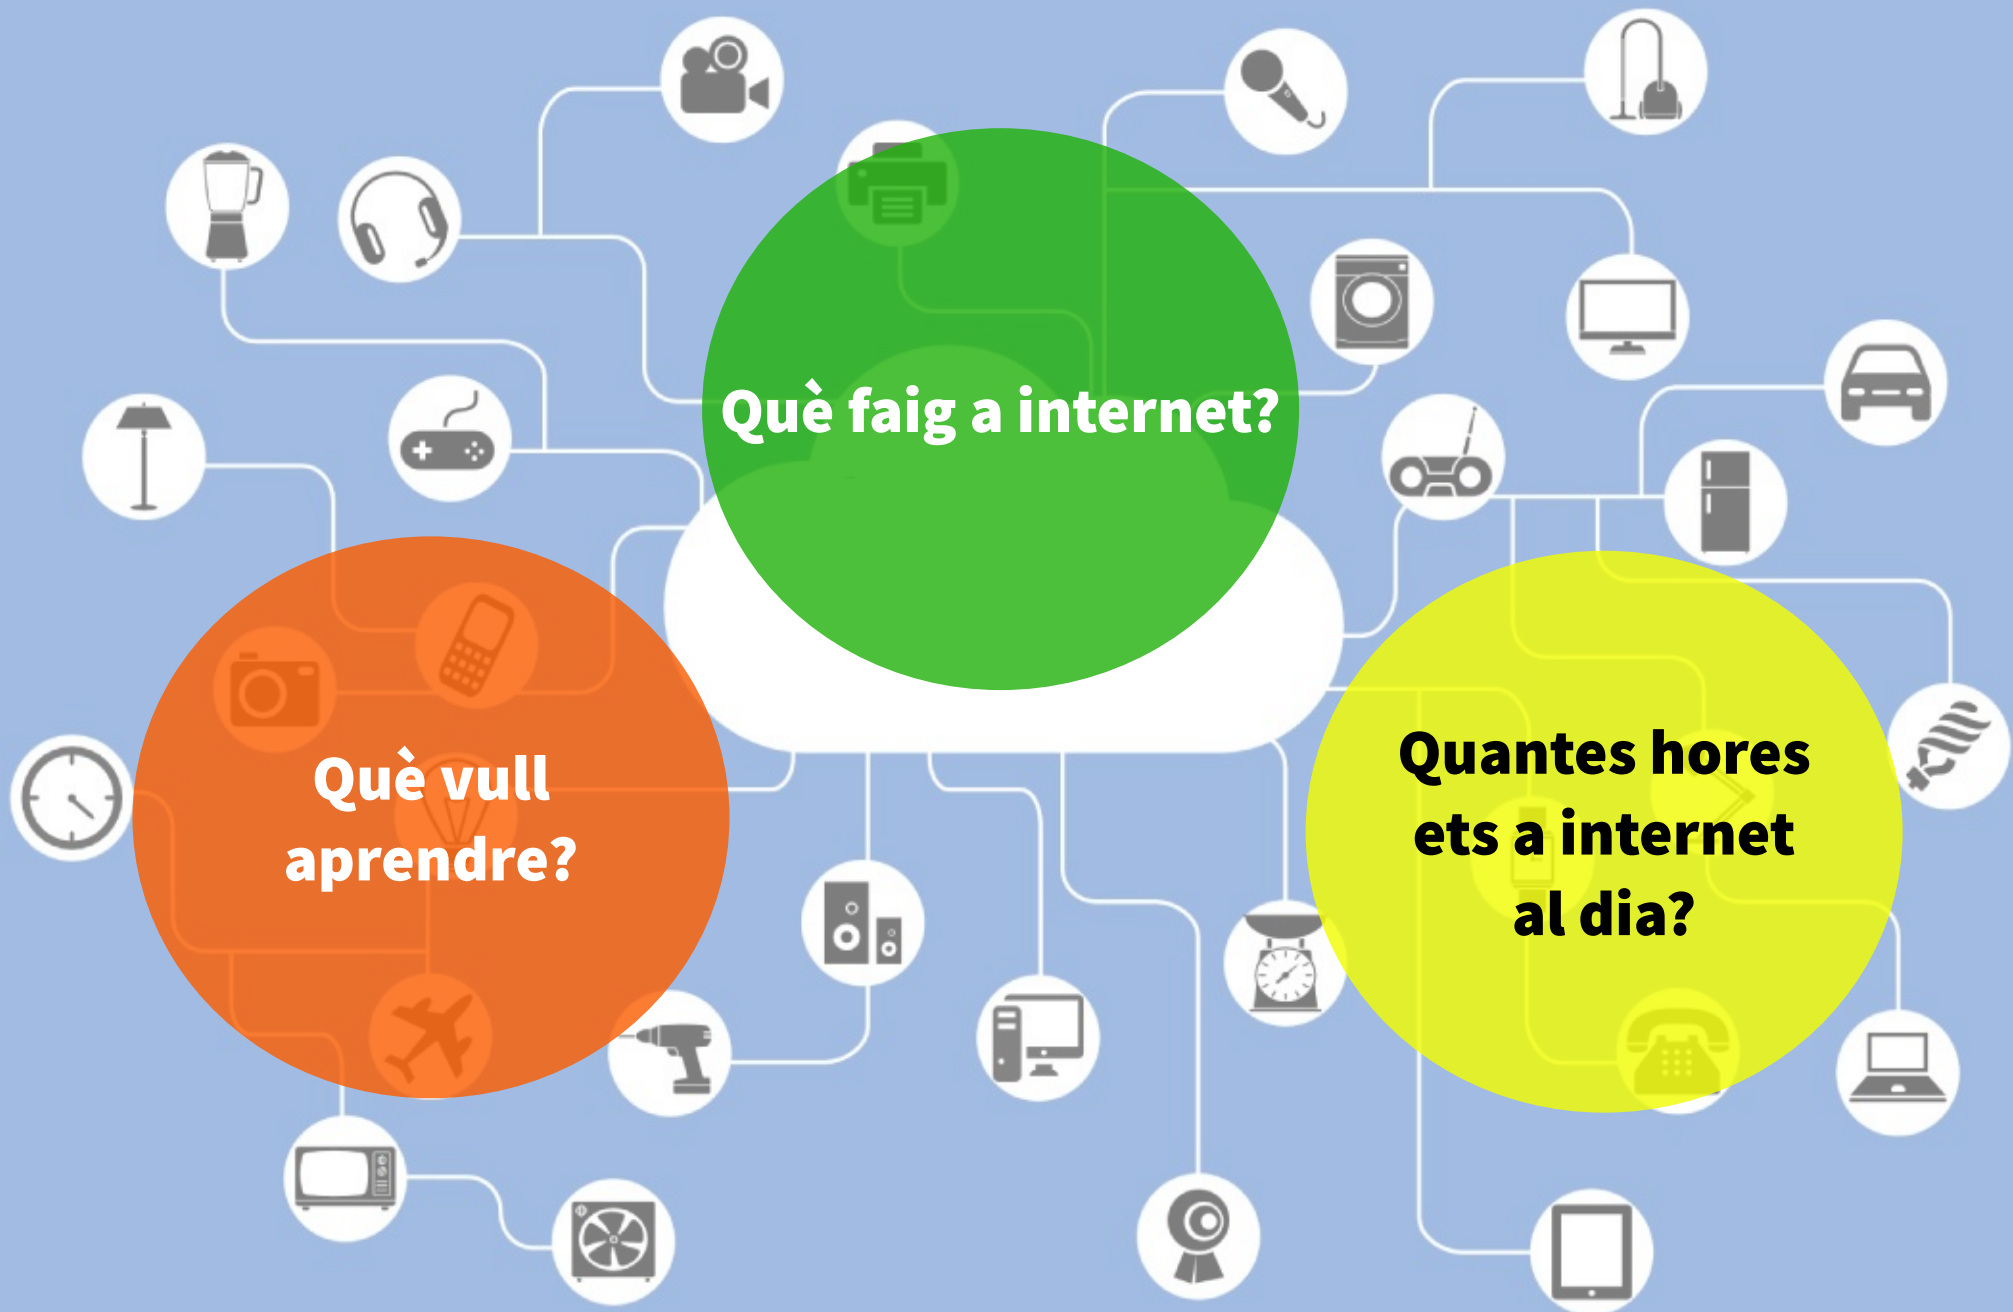 Què faig a internet?
Què vull
aprendre?
Quantes hores
ets a internet
al dia?